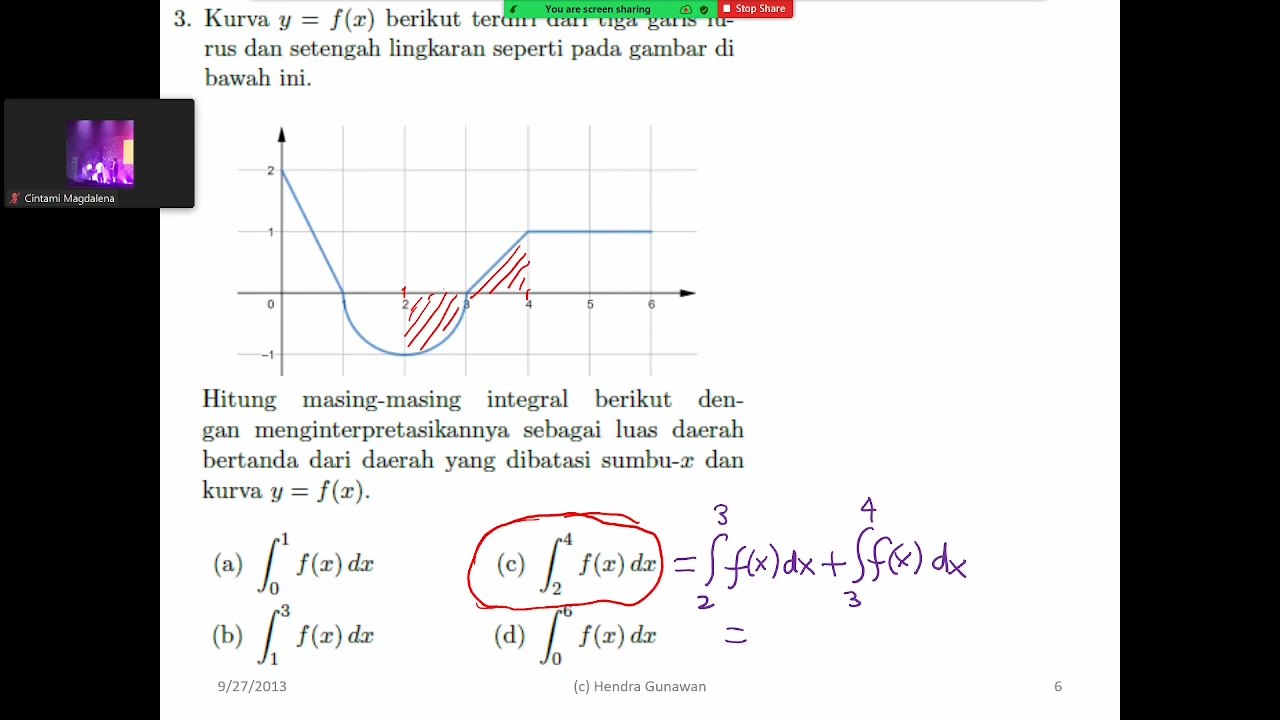 You are screen sharing
Stop Share
3. Kurva y = f(x) berikut terdiri dari tiga garis lu-
rus dan setengah lingkaran seperti pada gambar di
bawah ini.
Cintami Magdalena
2
1
0
1
2
3
4
5
6
−1
Hitung masing-masing integral berikut den-
gan menginterpretasikannya sebagai luas daerah
bertanda dari daerah yang dibatasi sumbu-x dan
kurva y = f(x).
(a) ∫₀¹ f(x) dx
(c) ∫₂⁴ f(x) dx = ∫₂³ f(x) dx + ∫₃⁴ f(x) dx
(b) ∫₁³ f(x) dx
(d) ∫₀⁶ f(x) dx
=
9/27/2013
(c) Hendra Gunawan
6